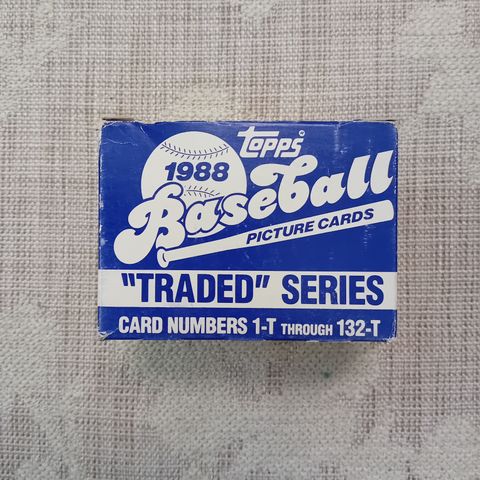 Topps®
1988
Baseball
PICTURE CARDS
"TRADED" SERIES
CARD NUMBERS 1-T THROUGH 132-T